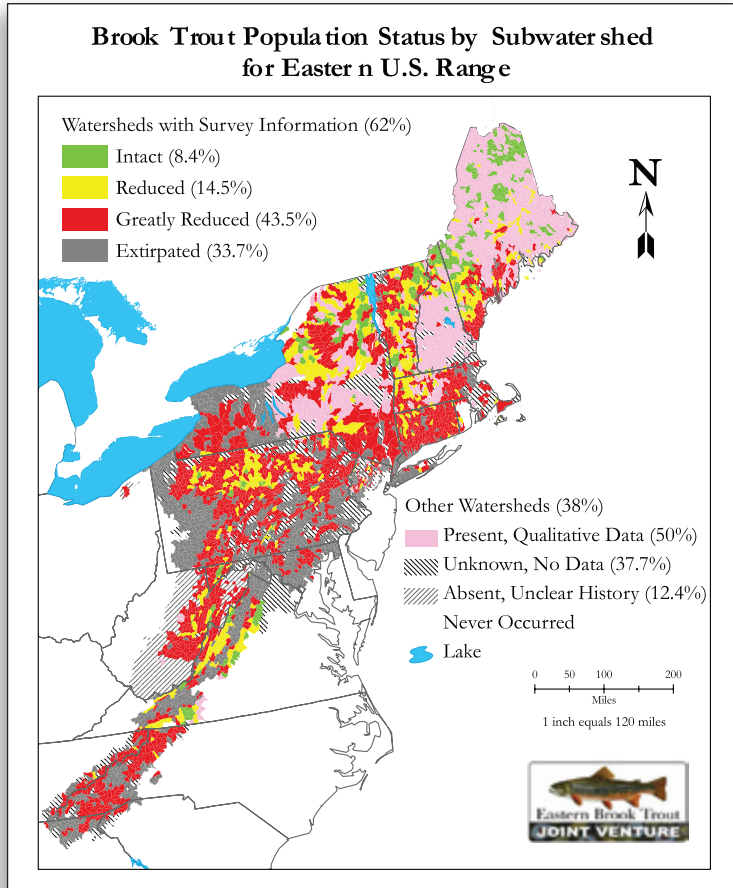 Brook Trout Population Status by Subwatershed
for Eastern U.S. Range
Watersheds with Survey Information (62%)
Intact (8.4%)
Reduced (14.5%)
Greatly Reduced (43.5%)
Extirpated (33.7%)
N
Other Watersheds (38%)
Present, Qualitative Data (50%)
Unknown, No Data (37.7%)
Absent, Unclear History (12.4%)
Never Occurred
Lake
0 50 100 200
Miles
1 inch equals 120 miles
Eastern Brook Trout
JOINT VENTURE